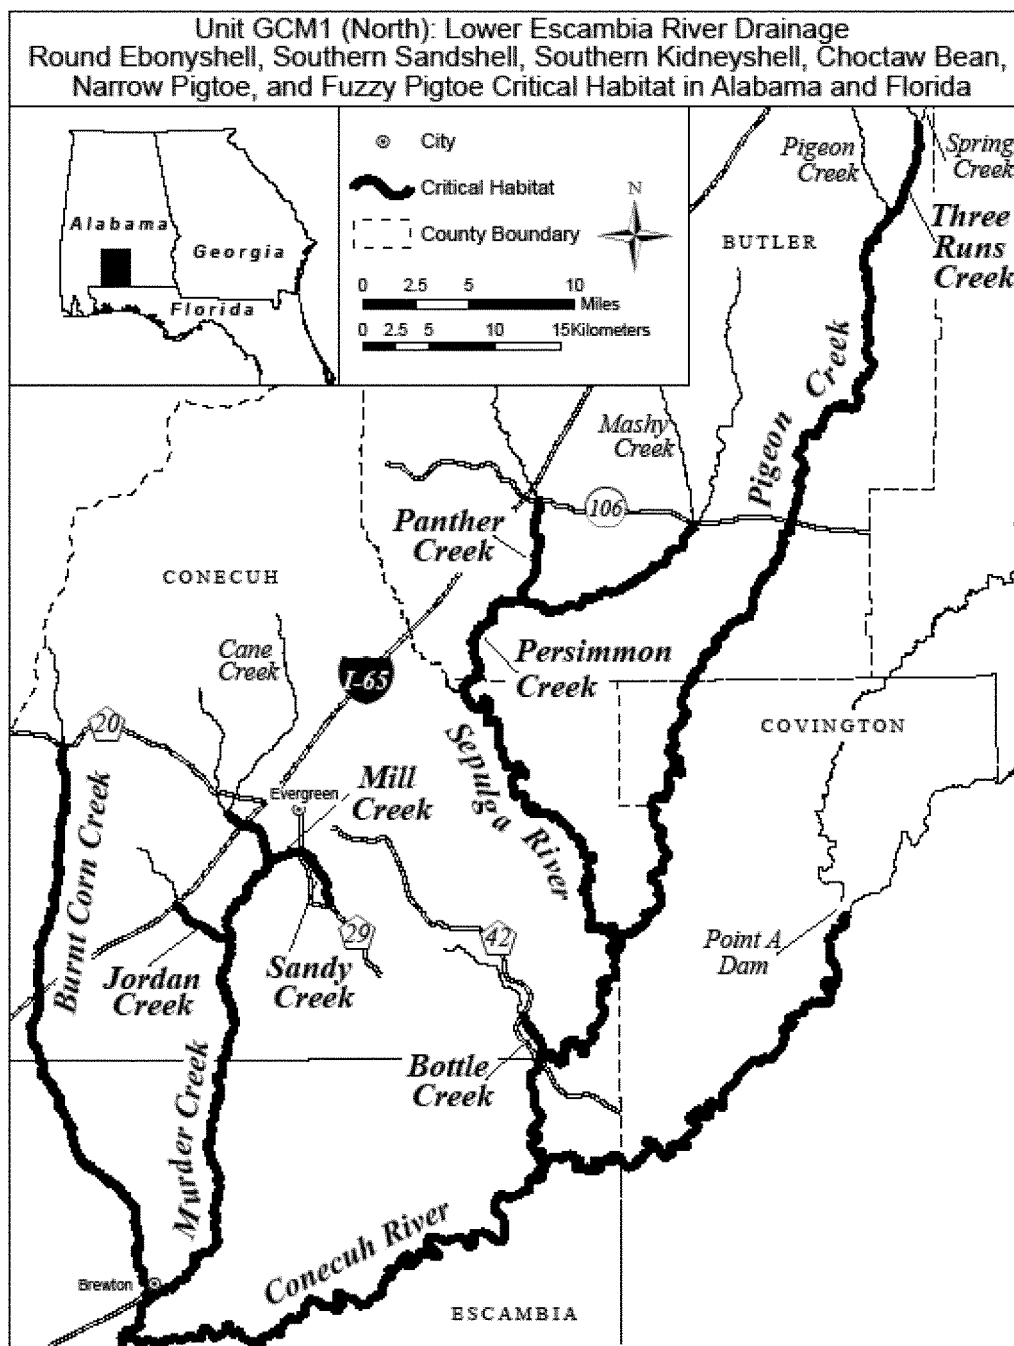 Unit GCM1 (North): Lower Escambia River Drainage
Round Ebonyshell, Southern Sandshell, Southern Kidneyshell, Choctaw Bean,
Narrow Pigtoe, and Fuzzy Pigtoe Critical Habitat in Alabama and Florida
Alabama
Georgia
Florida
City
Critical Habitat
County Boundary
N
0 2.5 5 10
Miles
0 2.5 5 10 15Kilometers
Pigeon
Creek
Spring
Creek
Three
Runs
Creek
BUTLER
Pigeon Creek
Mashy
Creek
106
Panther
Creek
CONECUH
Cane
Creek
I-65
Persimmon
Creek
COVINGTON
20
Sepulga River
Mill
Creek
Evergreen
Burnt Corn Creek
29
42
Point A
Dam
Jordan
Creek
Sandy
Creek
Bottle
Creek
Murder Creek
Conecuh River
Brewton
ESCAMBIA